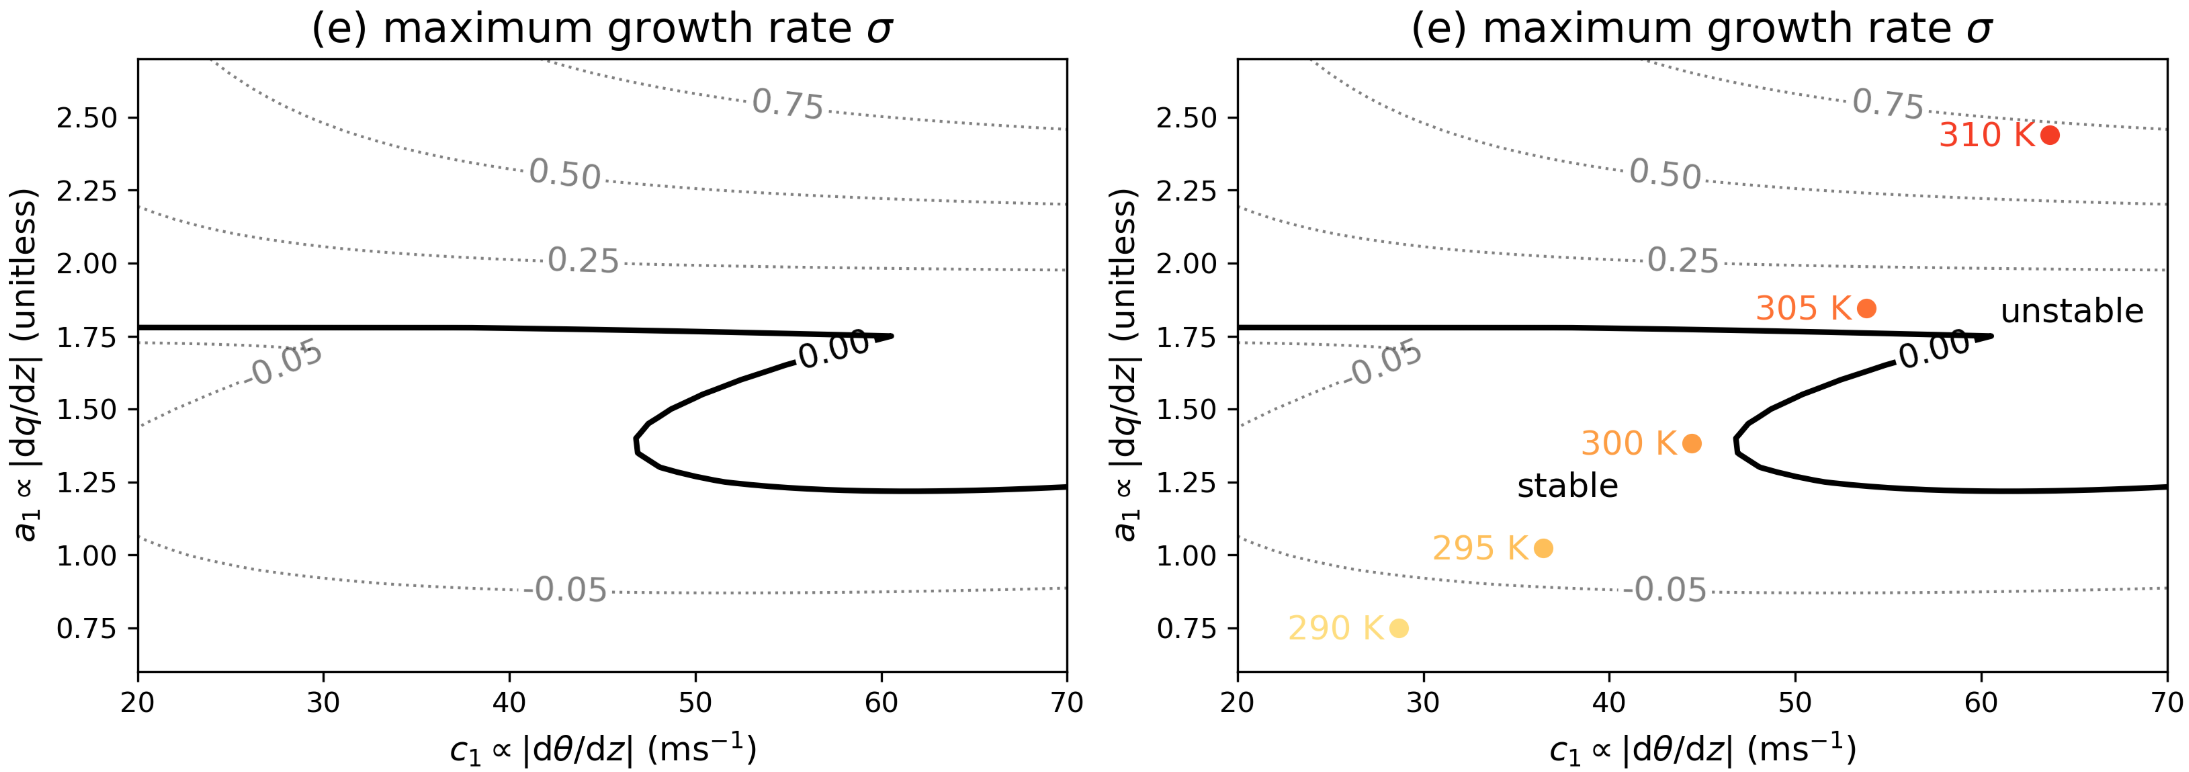 (e) maximum growth rate σ
0.75
0.50
0.25
0.00
-0.05
-0.05
2.50
2.25
2.00
1.75
1.50
1.25
1.00
0.75
20 30 40 50 60 70
a₁ ∝ |dq/dz| (unitless)
c₁ ∝ |dθ/dz| (ms⁻¹)
(e) maximum growth rate σ
0.75
310 K
0.50
0.25
305 K
unstable
0.00
-0.05
300 K
stable
295 K
-0.05
290 K
2.50
2.25
2.00
1.75
1.50
1.25
1.00
0.75
20 30 40 50 60 70
a₁ ∝ |dq/dz| (unitless)
c₁ ∝ |dθ/dz| (ms⁻¹)